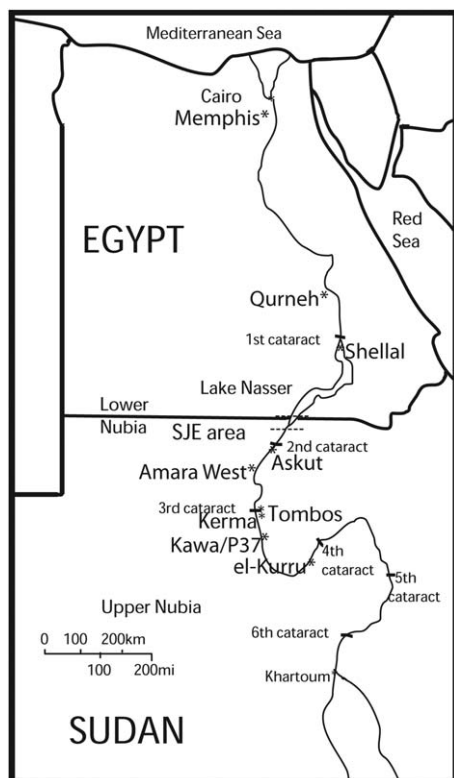 Mediterranean Sea
Cairo
Memphis*
EGYPT
Red
Sea
Qurneh*
1st cataract
*Shellal
Lake Nasser
Lower
Nubia
SJE area
2nd cataract
*Askut
Amara West*
3rd cataract
*Tombos
Kerma*
Kawa/P37*
el-Kurru*
4th
cataract
5th
cataract
Upper Nubia
6th cataract
0 100 200km
100 200mi
Khartoum
SUDAN